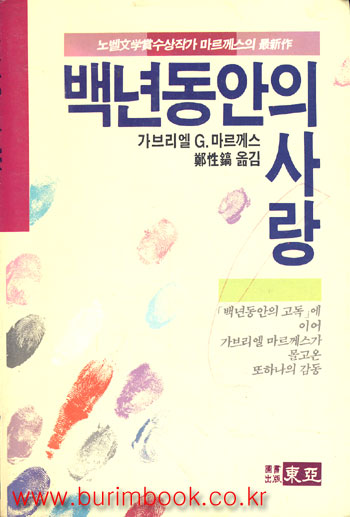 노벨文学賞수상작가 마르께스의 最新作
백년동안의
사랑
가브리엘 G. 마르께스
鄭性鎬 옮김
「백년동안의 고독」에
이어
가브리엘 마르께스가
몰고온
또하나의 감동
圖書出版 東亞
www.burimbook.co.kr